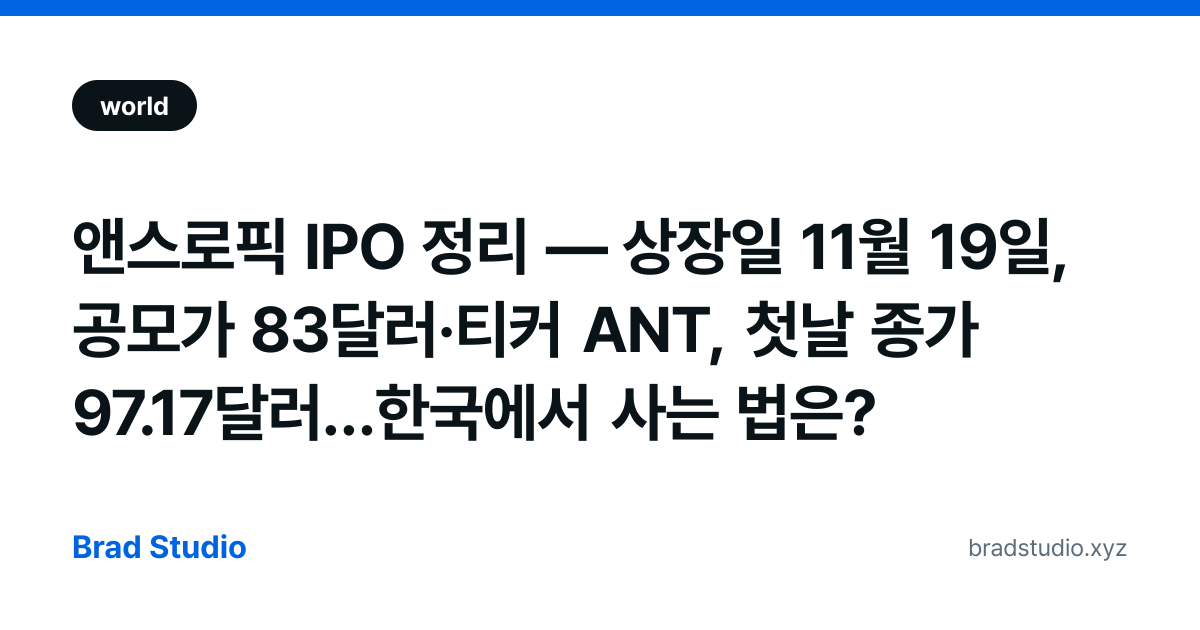 world
앤스로픽 IPO 정리 — 상장일 11월 19일,
공모가 83달러·티커 ANT, 첫날 종가
97.17달러…한국에서 사는 법은?
Brad Studio
bradstudio.xyz